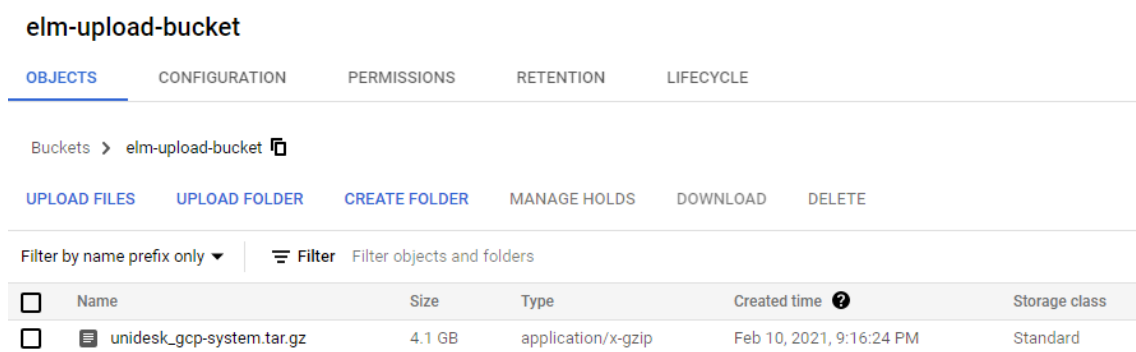 elm-upload-bucket
OBJECTS CONFIGURATION PERMISSIONS RETENTION LIFECYCLE
Buckets > elm-upload-bucket
UPLOAD FILES UPLOAD FOLDER CREATE FOLDER MANAGE HOLDS DOWNLOAD DELETE
Filter by name prefix only Filter Filter objects and folders
Name Size Type Created time ? Storage class
unidesk_gcp-system.tar.gz 4.1 GB application/x-gzip Feb 10, 2021, 9:16:24 PM Standard